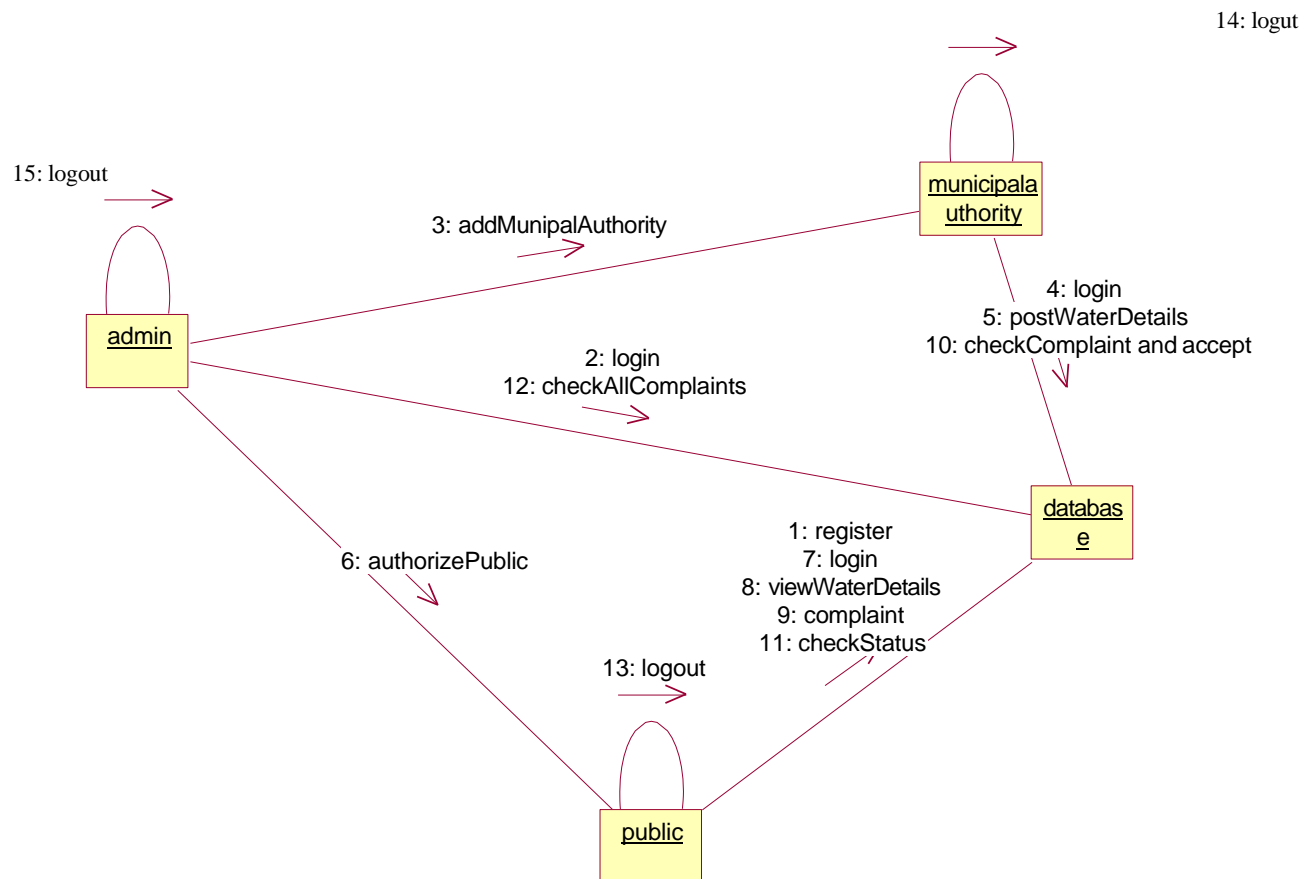 14: logut
15: logout
municipala
uthority
3: addMunipalAuthority
4: login
5: postWaterDetails
10: checkComplaint and accept
admin
2: login
12: checkAllComplaints
databas
e
1: register
7: login
8: viewWaterDetails
9: complaint
11: checkStatus
6: authorizePublic
13: logout
public